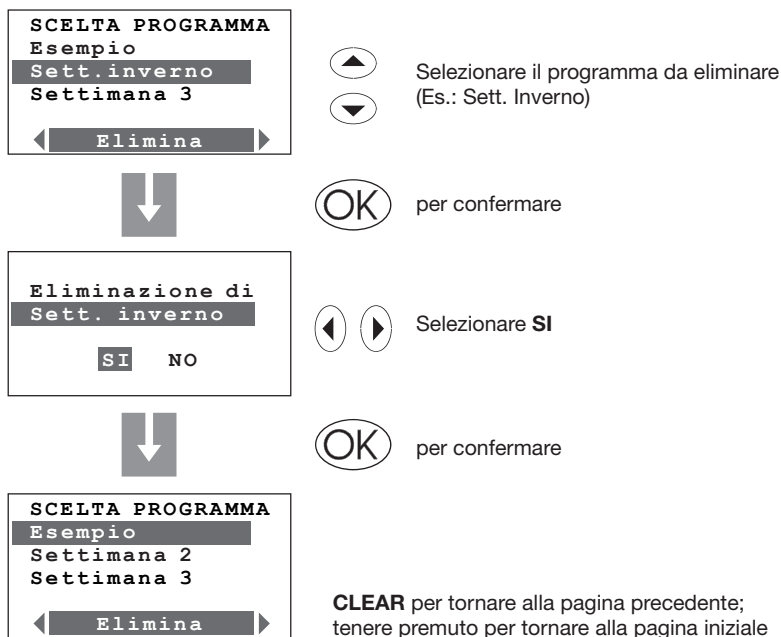 SCELTA PROGRAMMA
Esempio
Sett.inverno
Settimana 3
Elimina
Selezionare il programma da eliminare
(Es.: Sett. Inverno)
OK
per confermare
Eliminazione di
Sett. inverno
SI NO
Selezionare SI
OK
per confermare
SCELTA PROGRAMMA
Esempio
Settimana 2
Settimana 3
Elimina
CLEAR per tornare alla pagina precedente;
tenere premuto per tornare alla pagina iniziale